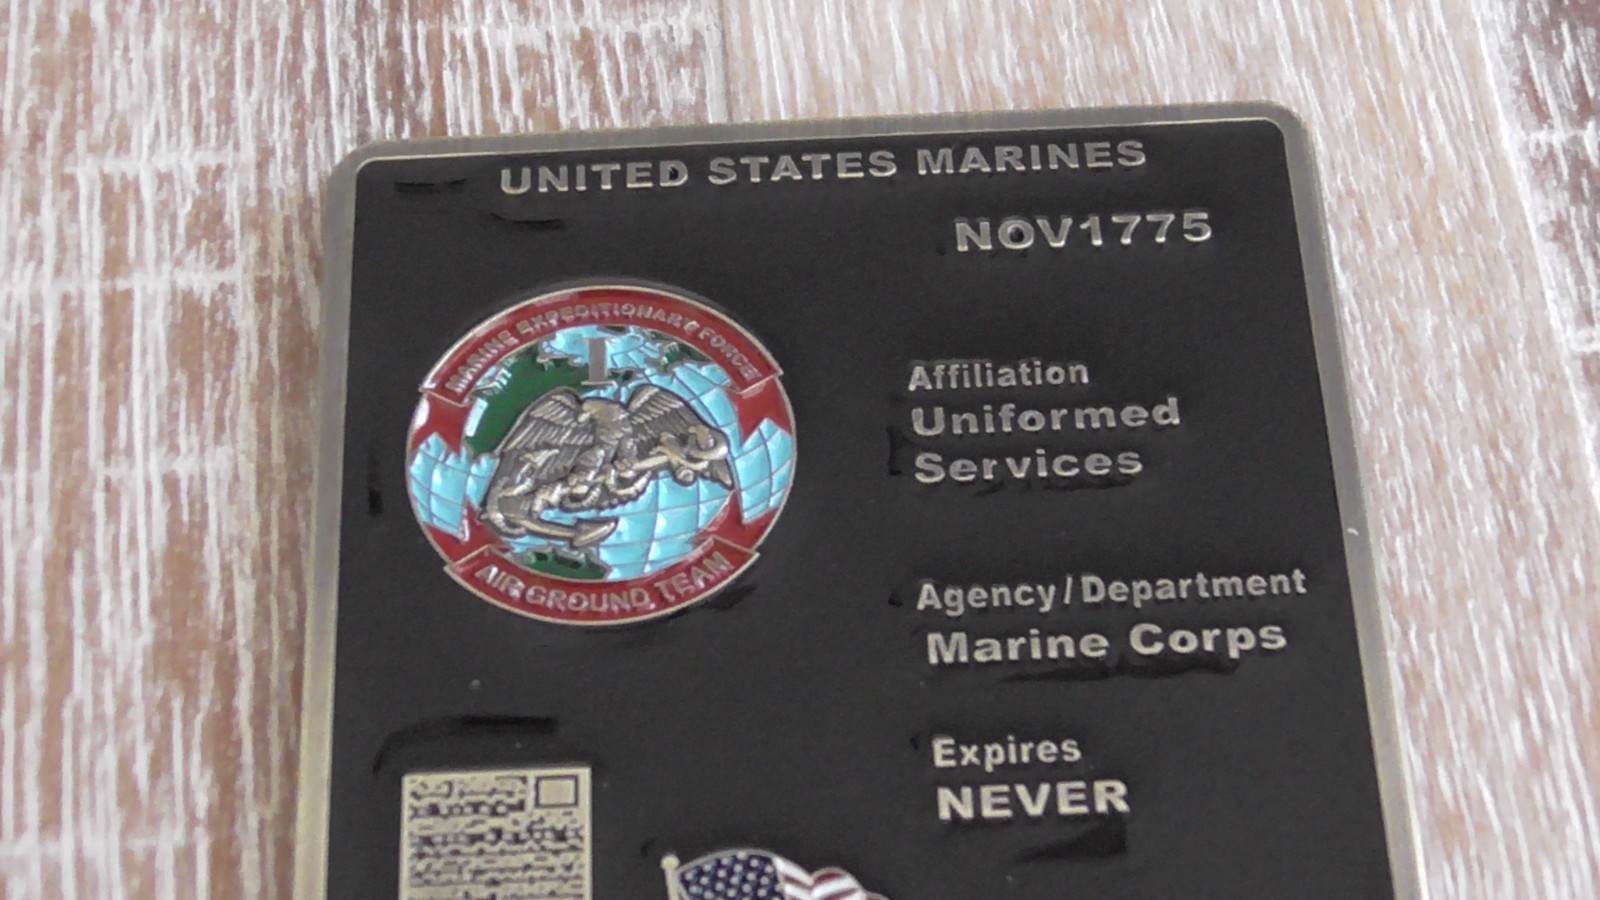 UNITED STATES MARINES
NOV1775
MARINE EXPEDITIONARY FORCE
I
AIR GROUND TEAM
Affiliation
Uniformed
Services
Agency/Department
Marine Corps
Expires
NEVER